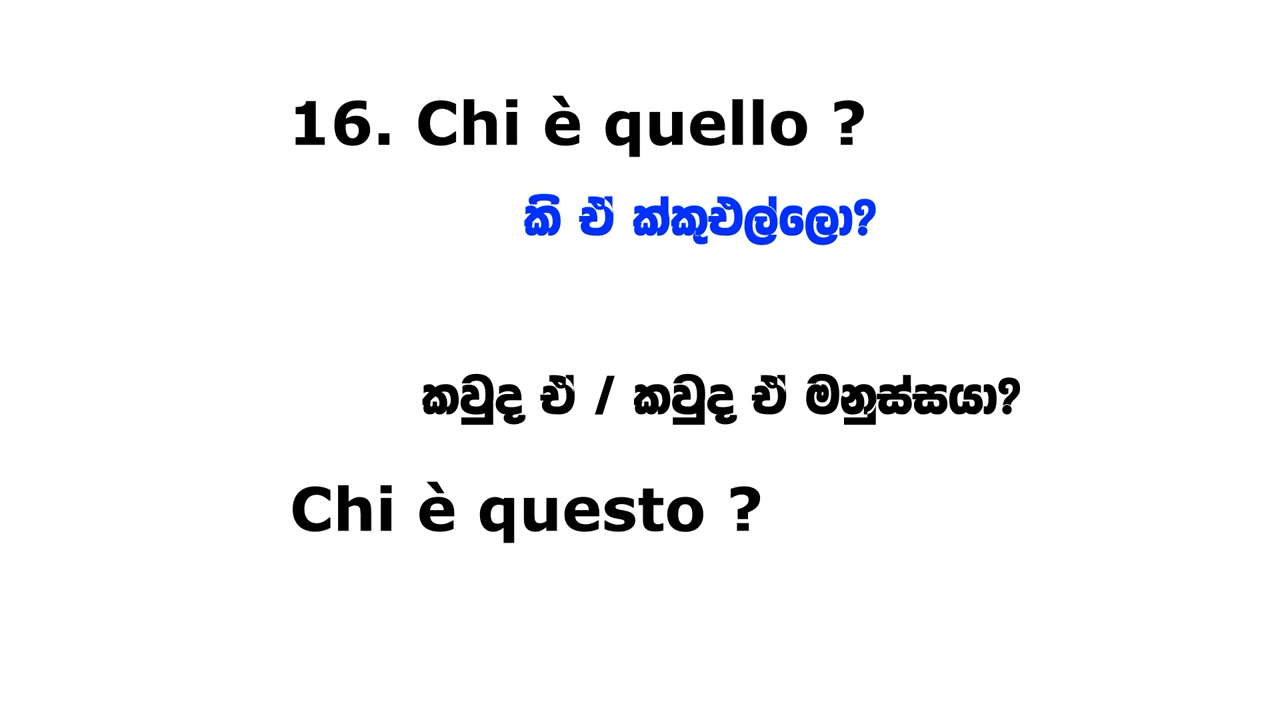 16. Chi è quello ?
කි ඒ ක්කුඑල්ලො?
කවුද ඒ / කවුද ඒ මනුස්සයා?
Chi è questo ?